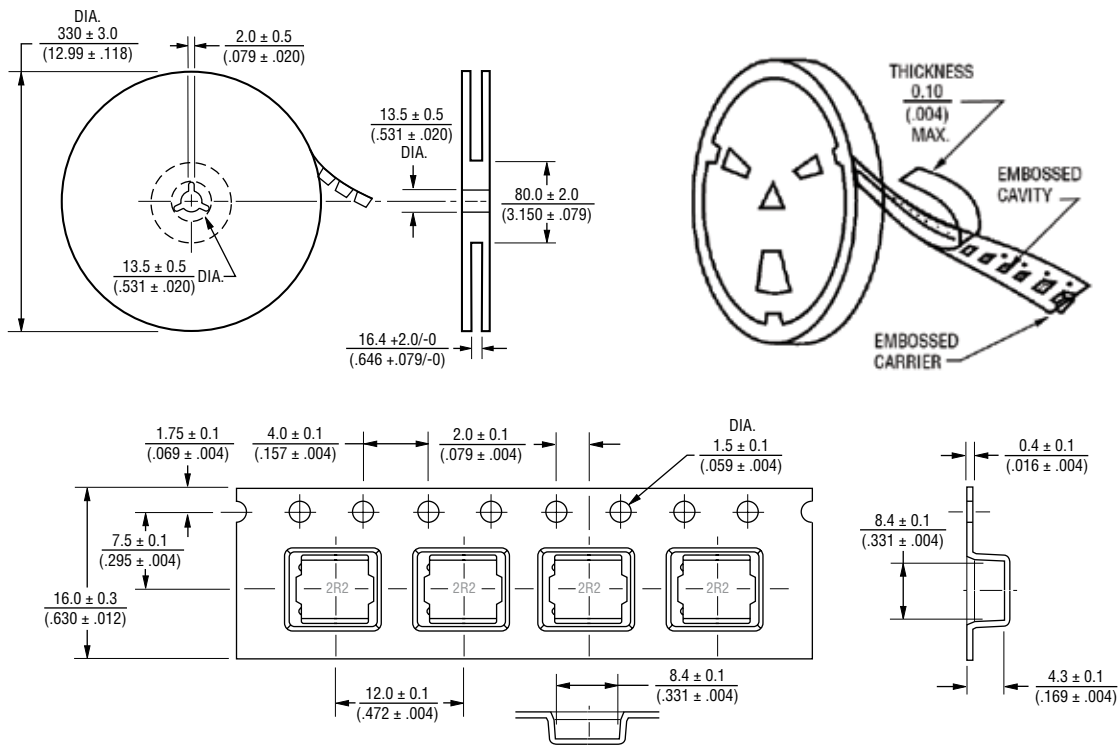 DIA.
330 ± 3.0
(12.99 ± .118)
2.0 ± 0.5
(.079 ± .020)
13.5 ± 0.5
(.531 ± .020)
DIA.
80.0 ± 2.0
(3.150 ± .079)
13.5 ± 0.5
(.531 ± .020)
DIA.
16.4 +2.0/-0
(.646 +.079/-0)
THICKNESS
0.10
(.004)
MAX.
EMBOSSED
CAVITY
EMBOSSED
CARRIER
1.75 ± 0.1
(.069 ± .004)
4.0 ± 0.1
(.157 ± .004)
2.0 ± 0.1
(.079 ± .004)
DIA.
1.5 ± 0.1
(.059 ± .004)
0.4 ± 0.1
(.016 ± .004)
7.5 ± 0.1
(.295 ± .004)
8.4 ± 0.1
(.331 ± .004)
16.0 ± 0.3
(.630 ± .012)
2R2 2R2 2R2 2R2
12.0 ± 0.1
(.472 ± .004)
8.4 ± 0.1
(.331 ± .004)
4.3 ± 0.1
(.169 ± .004)